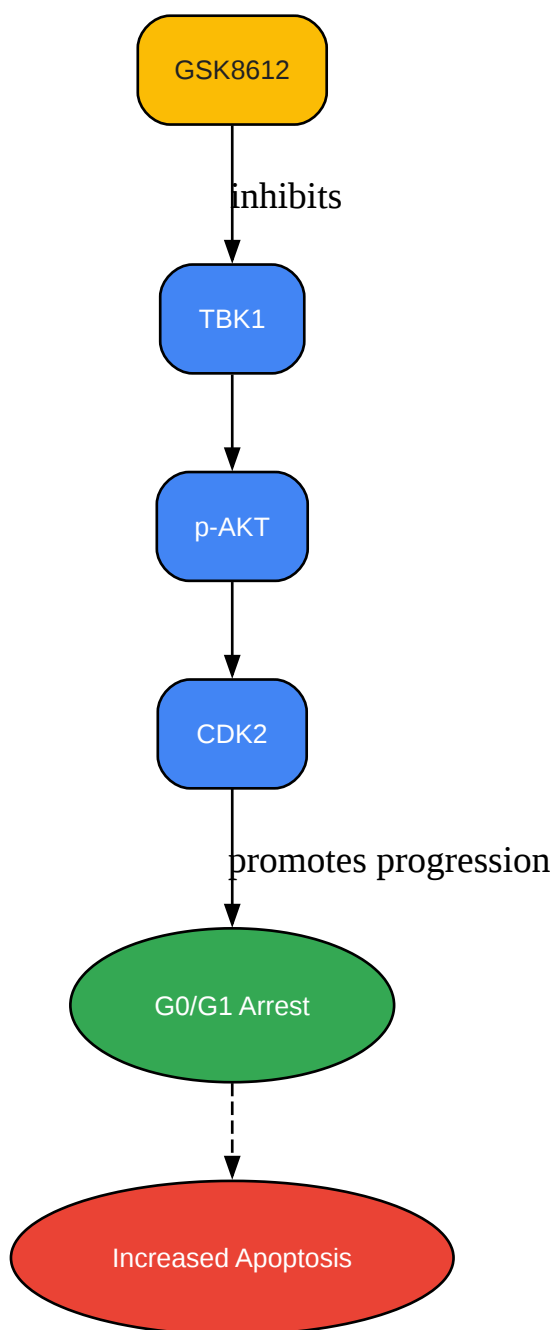 GSK8612
inhibits
TBK1
p-AKT
CDK2
promotes progression
G0/G1 Arrest
Increased Apoptosis